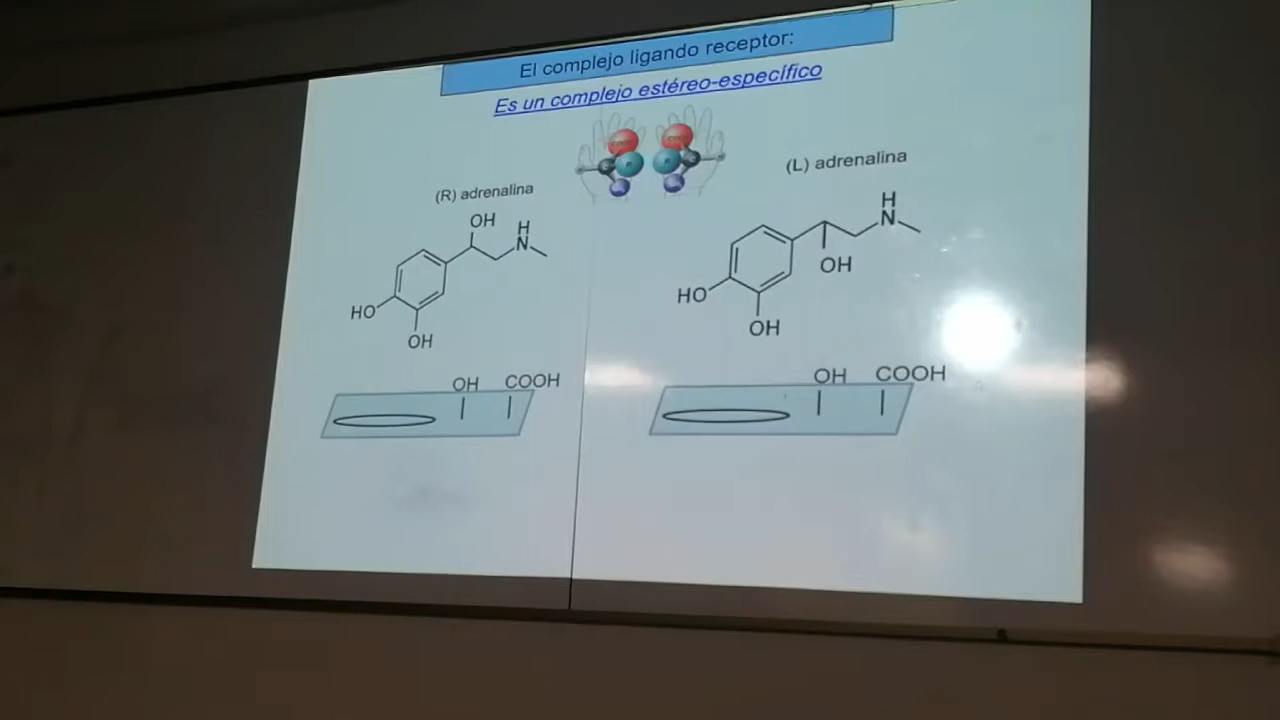 El complejo ligando receptor:
Es un complejo estéreo-específico
(R) adrenalina
OH
H
N
HO
OH
OH COOH
(L) adrenalina
H
N
OH
HO
OH
OH COOH